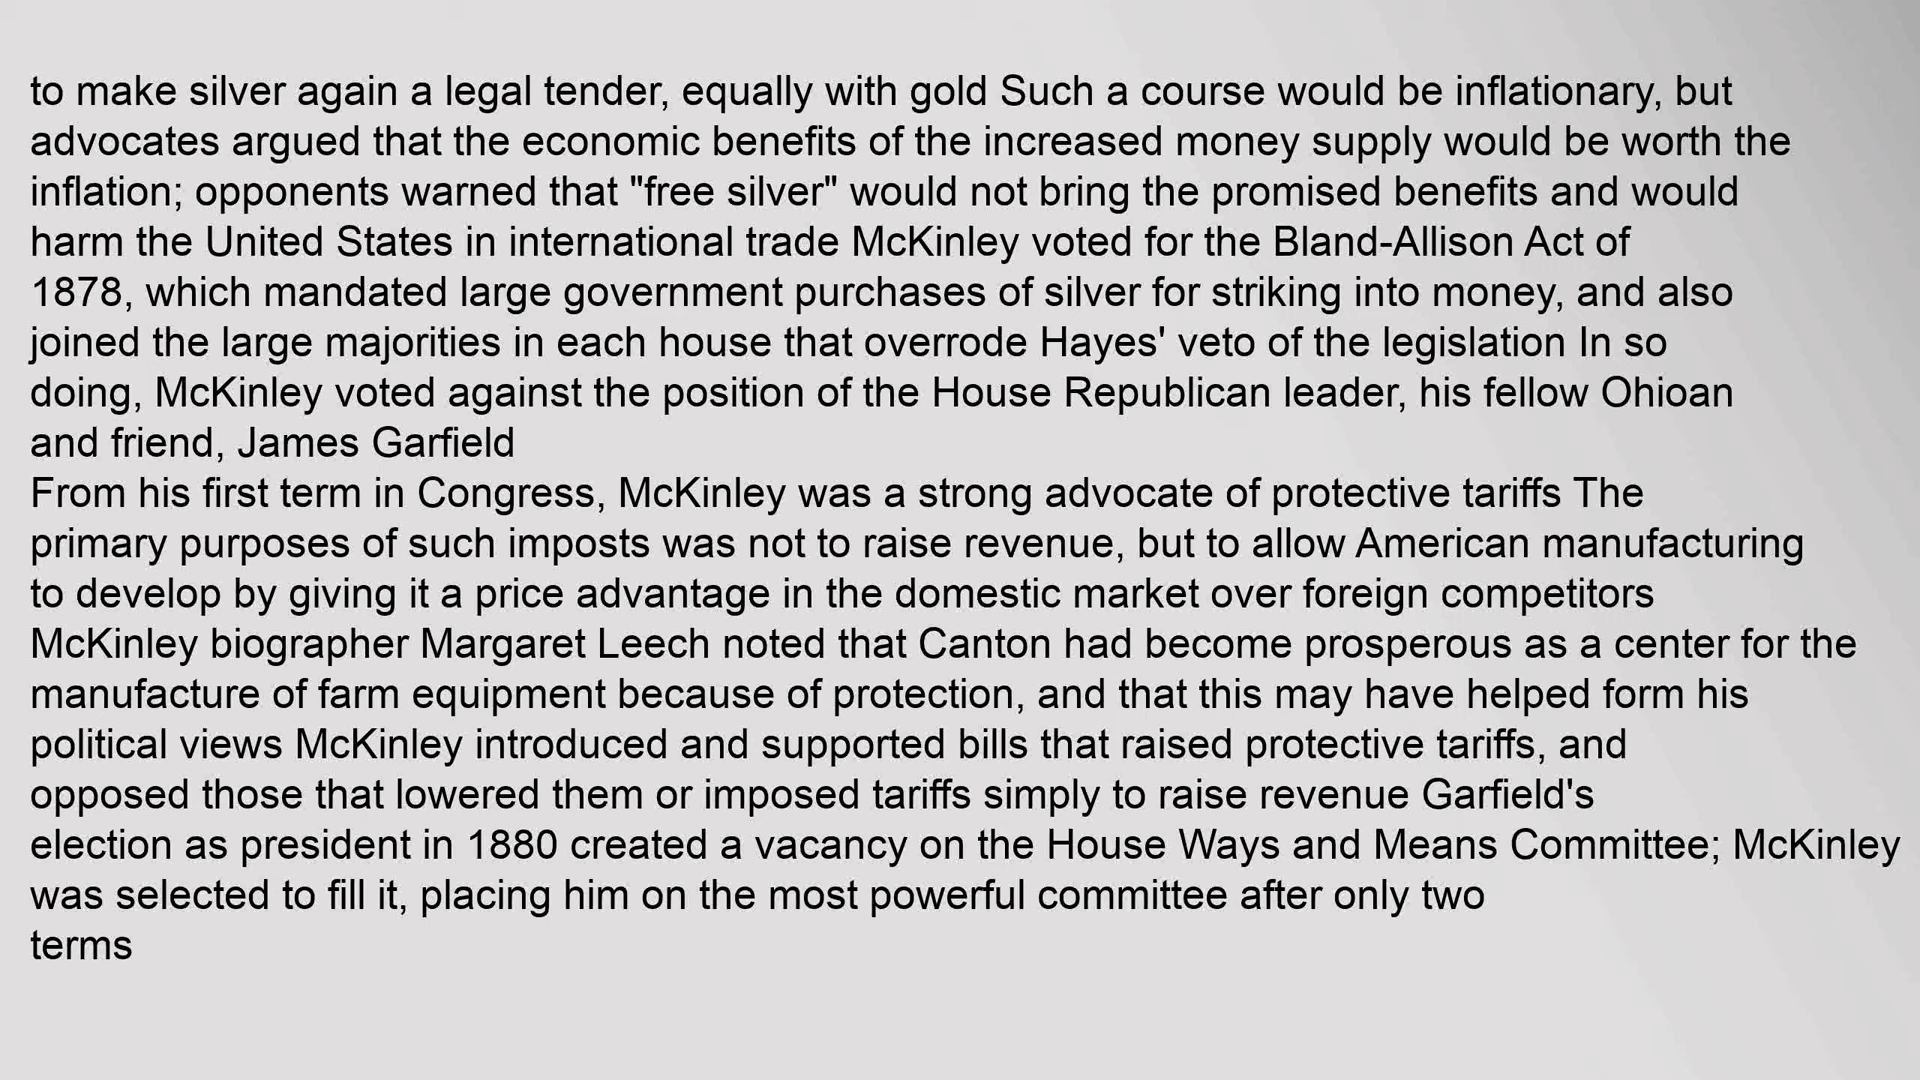 to make silver again a legal tender, equally with gold Such a course would be inflationary, but
advocates argued that the economic benefits of the increased money supply would be worth the
inflation; opponents warned that "free silver" would not bring the promised benefits and would
harm the United States in international trade McKinley voted for the Bland-Allison Act of
1878, which mandated large government purchases of silver for striking into money, and also
joined the large majorities in each house that overrode Hayes' veto of the legislation In so
doing, McKinley voted against the position of the House Republican leader, his fellow Ohioan
and friend, James Garfield
From his first term in Congress, McKinley was a strong advocate of protective tariffs The
primary purposes of such imposts was not to raise revenue, but to allow American manufacturing
to develop by giving it a price advantage in the domestic market over foreign competitors
McKinley biographer Margaret Leech noted that Canton had become prosperous as a center for the
manufacture of farm equipment because of protection, and that this may have helped form his
political views McKinley introduced and supported bills that raised protective tariffs, and
opposed those that lowered them or imposed tariffs simply to raise revenue Garfield's
election as president in 1880 created a vacancy on the House Ways and Means Committee; McKinley
was selected to fill it, placing him on the most powerful committee after only two
terms